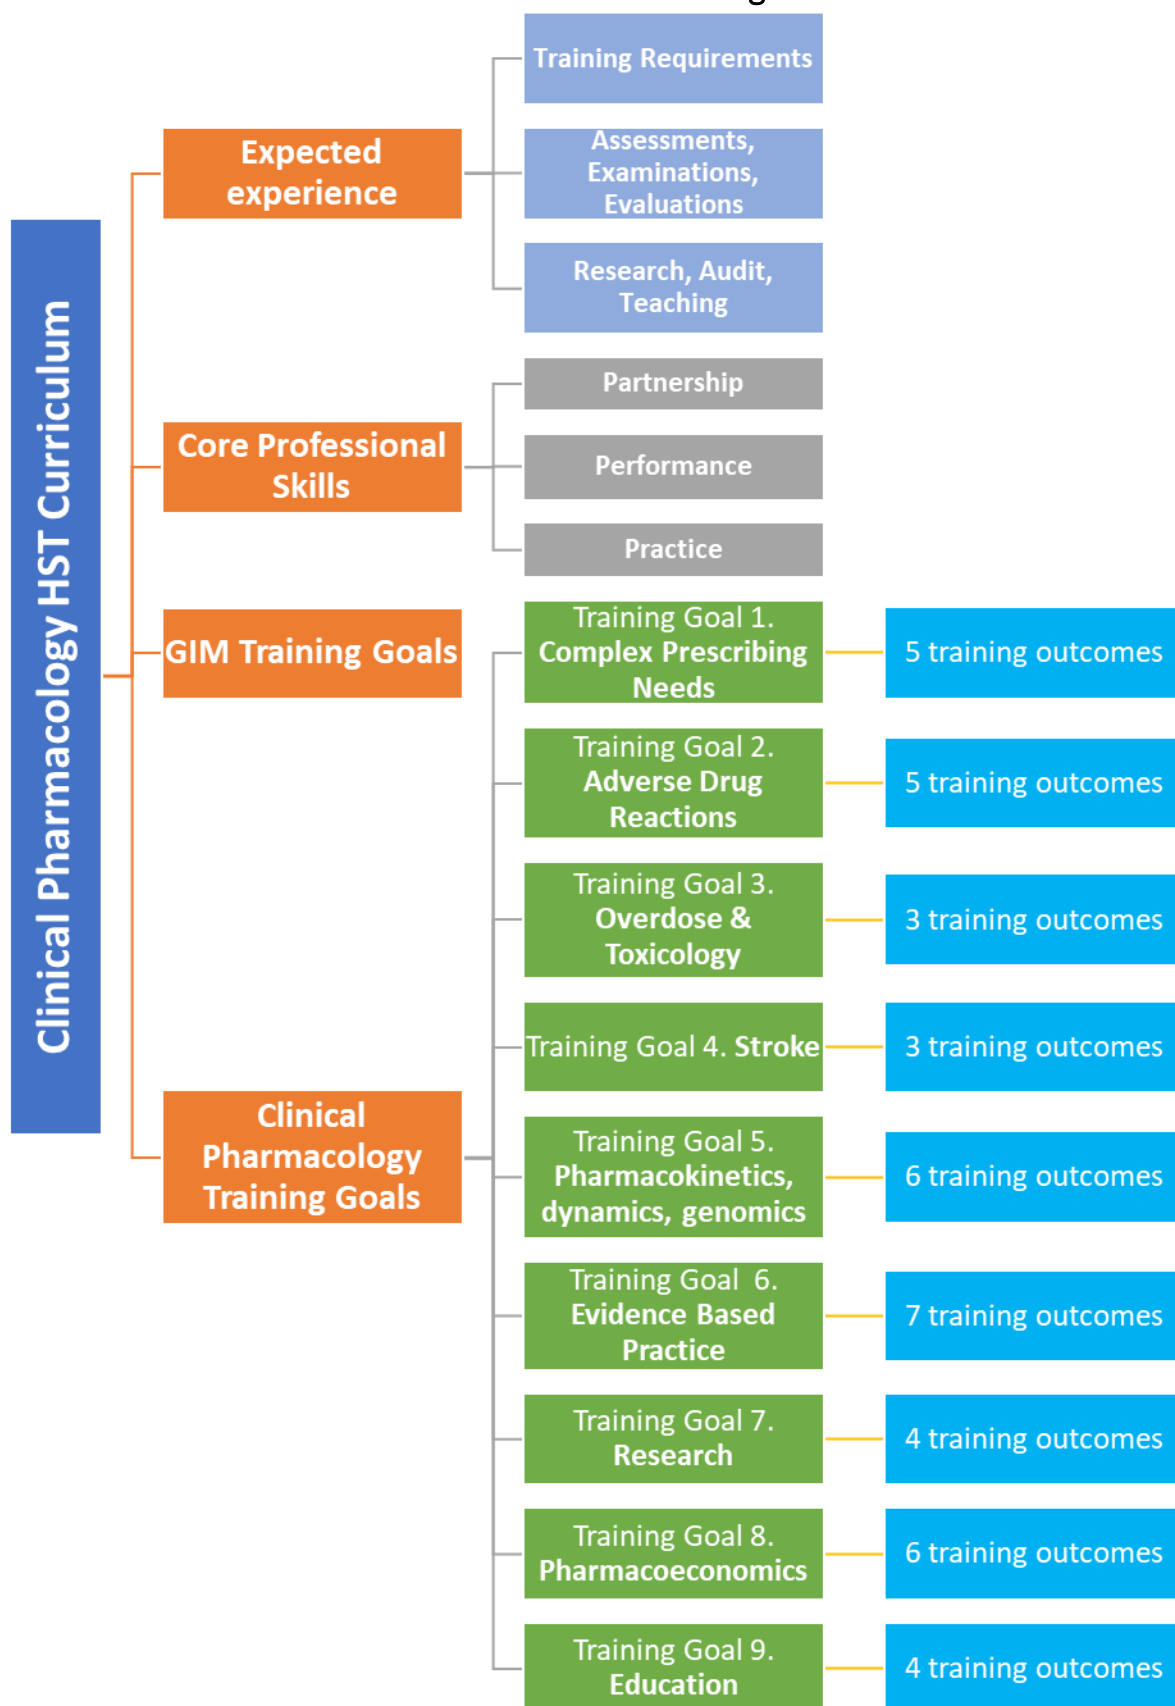 Clinical Pharmacology HST Curriculum
Expected
experience
Training Requirements
Assessments,
Examinations,
Evaluations
Research, Audit,
Teaching
Core Professional
Skills
Partnership
Performance
Practice
GIM Training Goals
Clinical
Pharmacology
Training Goals
Training Goal 1.
Complex Prescribing
Needs
5 training outcomes
Training Goal 2.
Adverse Drug
Reactions
5 training outcomes
Training Goal 3.
Overdose &
Toxicology
3 training outcomes
Training Goal 4. Stroke
3 training outcomes
Training Goal 5.
Pharmacokinetics,
dynamics, genomics
6 training outcomes
Training Goal  6.
Evidence Based
Practice
7 training outcomes
Training Goal 7.
Research
4 training outcomes
Training Goal 8.
Pharmacoeconomics
6 training outcomes
Training Goal 9.
Education
4 training outcomes